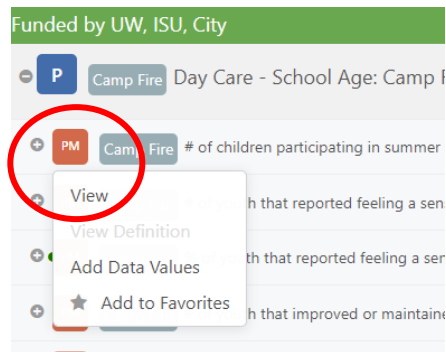 Funded by UW, ISU, City
P Camp Fire Day Care - School Age: Camp
PM Camp Fire # of children participating in summer
View
h that reported feeling a sen
View Definition
th that reported feeling a sen
Add Data Values
Add to Favorites
h that improved or maintaine